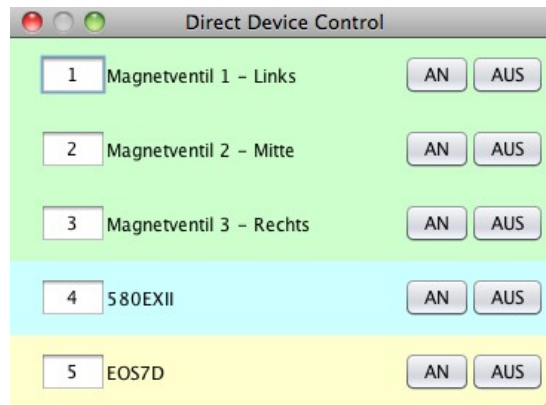 Direct Device Control
1 Magnetventil 1 – Links AN AUS
2 Magnetventil 2 – Mitte AN AUS
3 Magnetventil 3 – Rechts AN AUS
4 580EXII AN AUS
5 EOS7D AN AUS